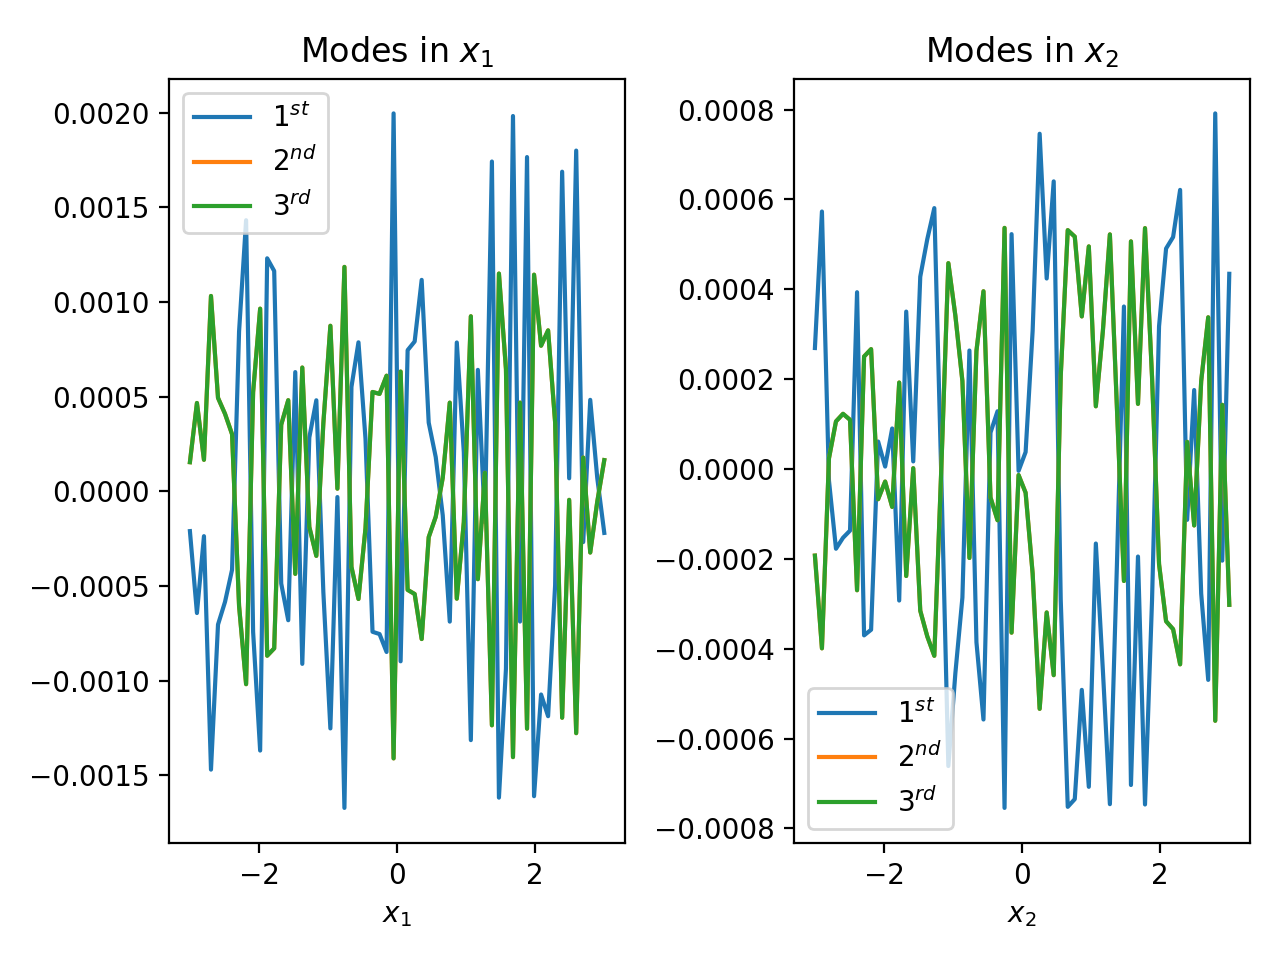 Modes in x₁
0.0020
0.0015
0.0010
0.0005
0.0000
−0.0005
−0.0010
−0.0015
1ˢᵗ
2ⁿᵈ
3ʳᵈ
−2 0 2
x₁
Modes in x₂
0.0008
0.0006
0.0004
0.0002
0.0000
−0.0002
−0.0004
−0.0006
−0.0008
1ˢᵗ
2ⁿᵈ
3ʳᵈ
−2 0 2
x₂